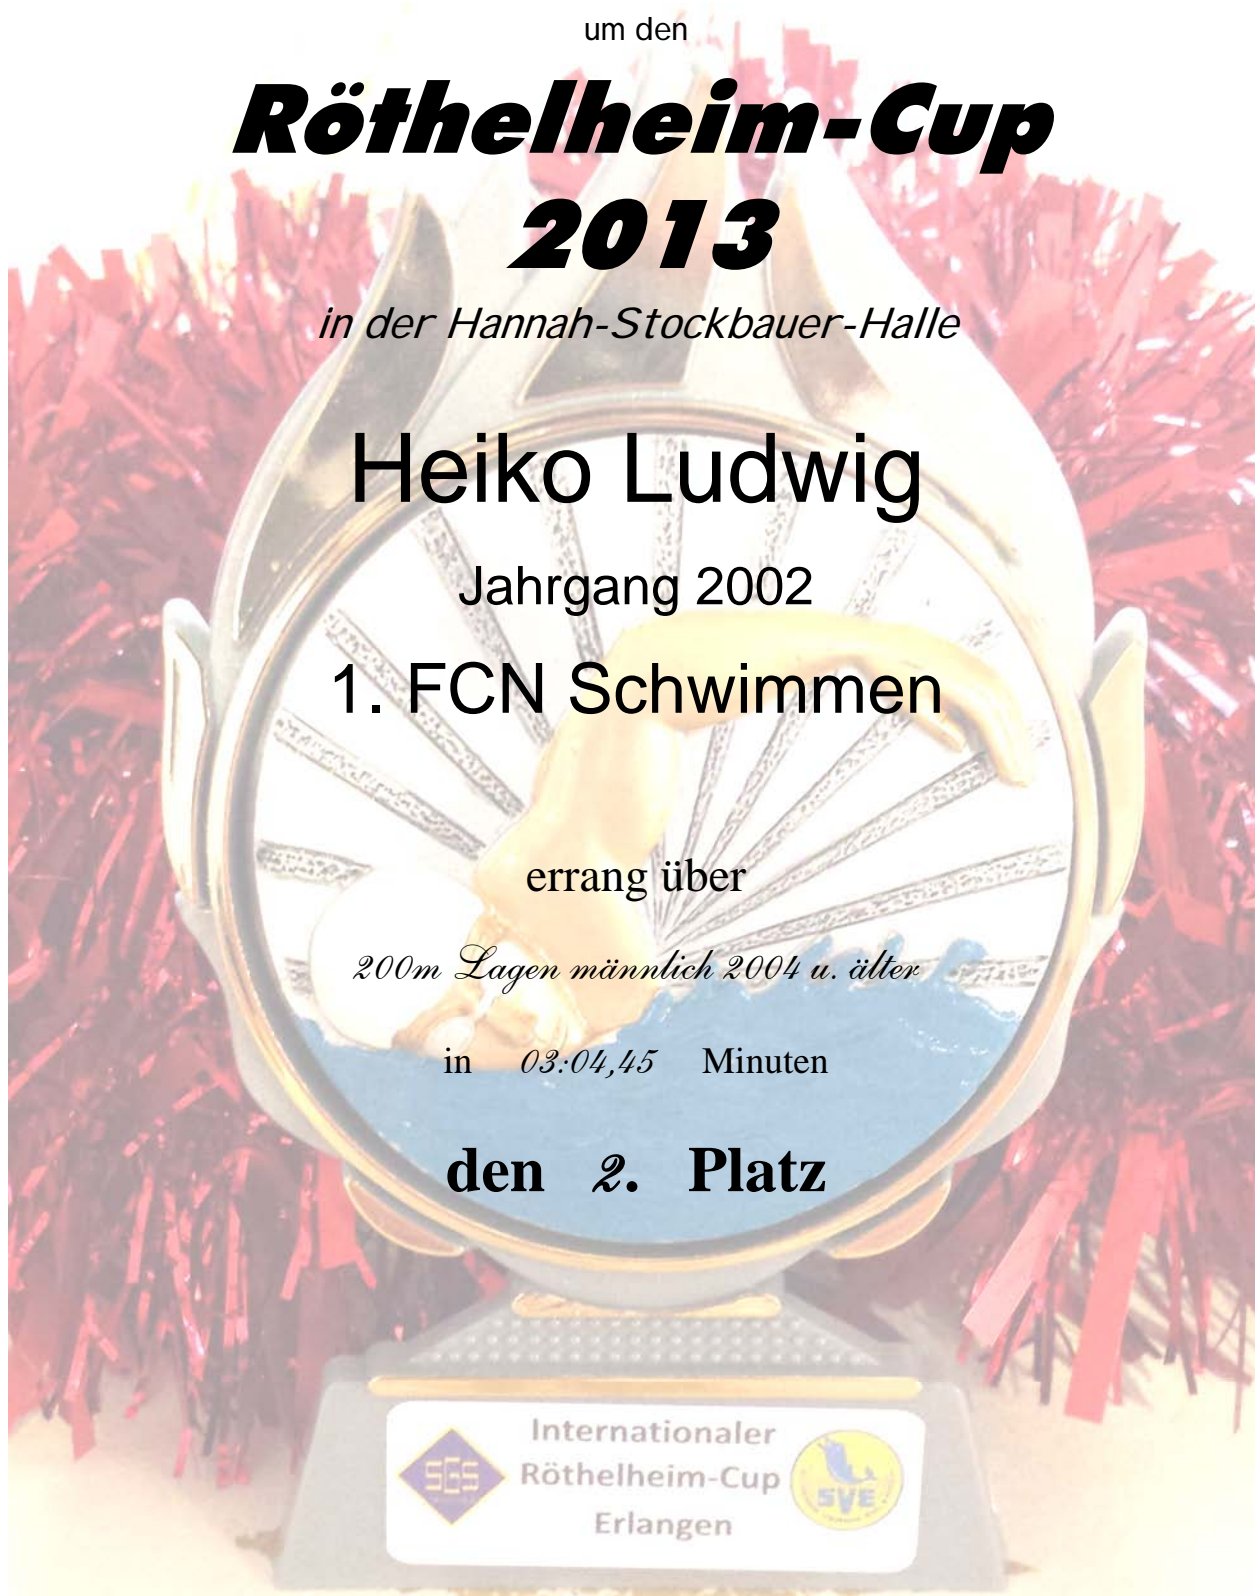 um den
Röthelheim-Cup
2013
in der Hannah-Stockbauer-Halle
Heiko Ludwig
Jahrgang 2002
1. FCN Schwimmen
errang über
200m Lagen männlich 2004 u. älter
in 03:04,45 Minuten
den 2. Platz
Internationaler
SGS Röthelheim-Cup SVE
Erlangen